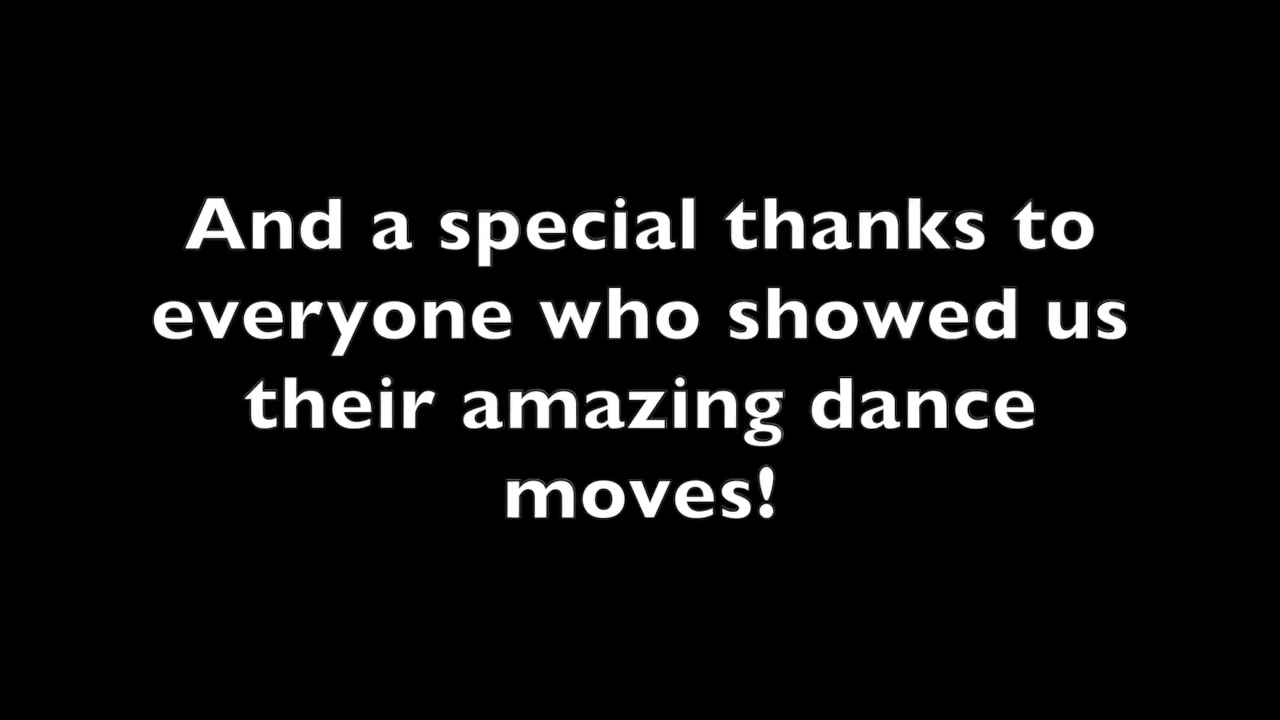 And a special thanks to
everyone who showed us
their amazing dance
moves!